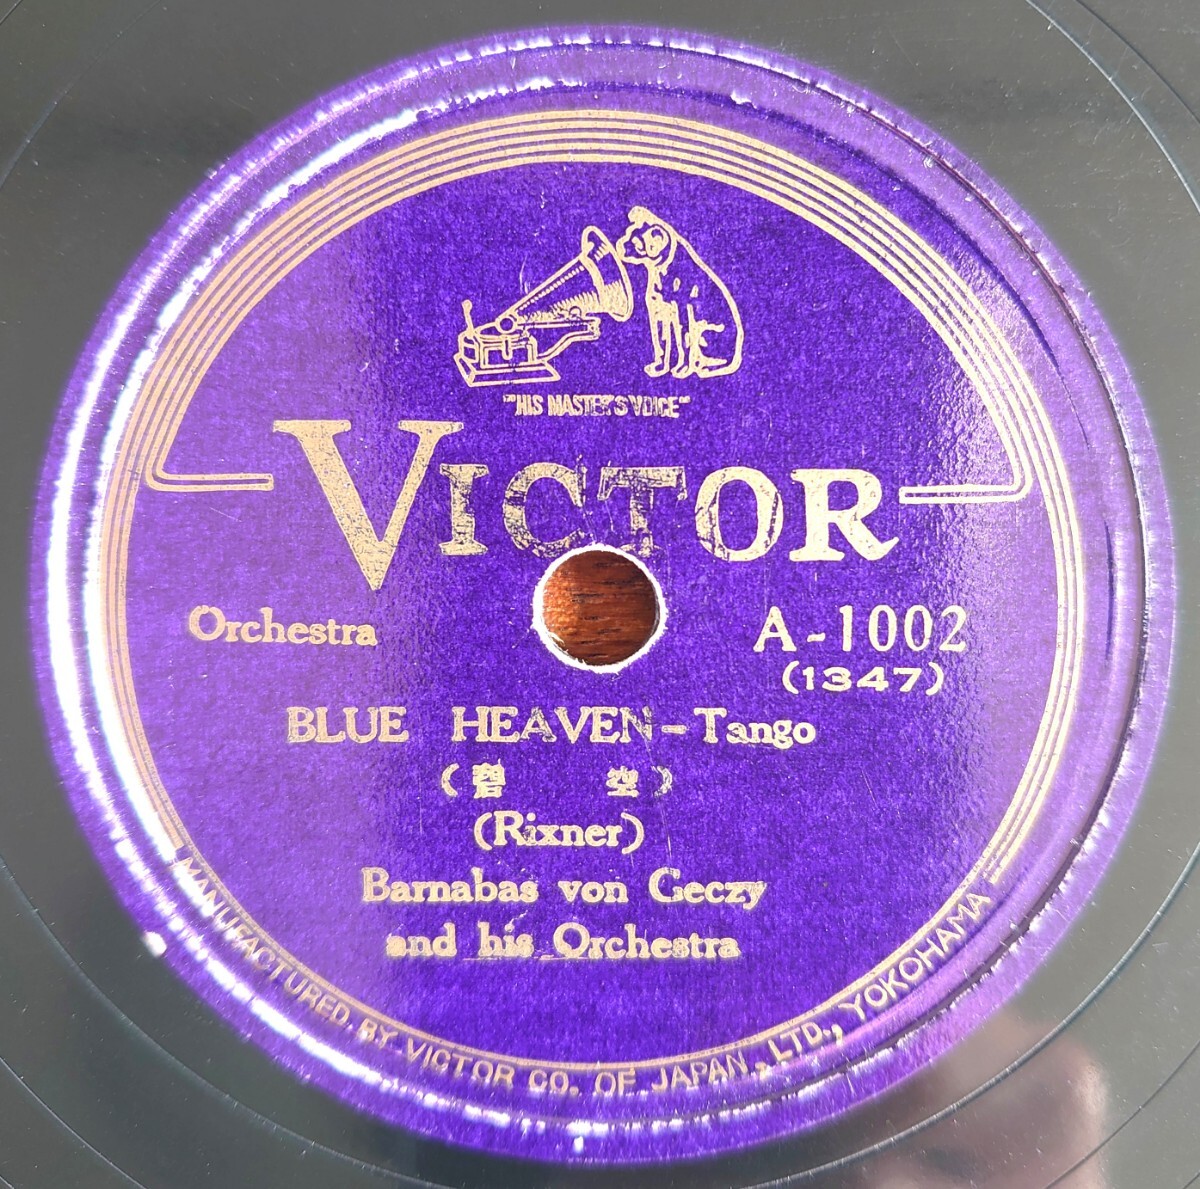 "HIS MASTER'S VOICE"
VICTOR
Orchestra
A-1002
(1347)
BLUE HEAVEN-Tango
(碧空)
(Rixner)
Barnabas von Geczy
and his Orchestra
MANUFACTURED BY VICTOR CO. OF JAPAN, LTD., YOKOHAMA